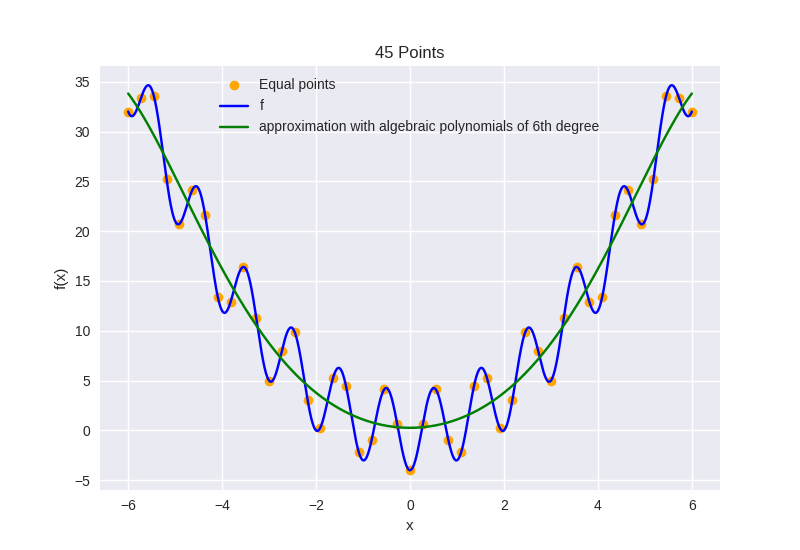 45 Points
Equal points
f
approximation with algebraic polynomials of 6th degree
f(x)
35
30
25
20
15
10
5
0
−5
−6 −4 −2 0 2 4 6
x